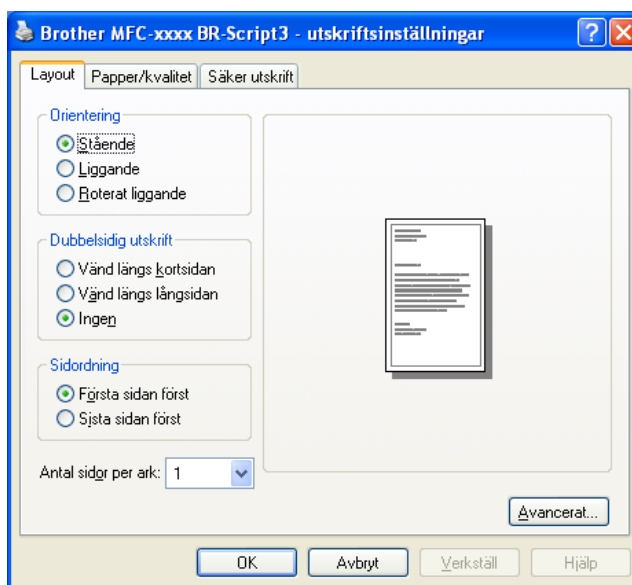 Brother MFC-xxxx BR-Script3 - utskriftsinställningar
Layout Papper/kvalitet Säker utskrift
Orientering
Stående
Liggande
Roterat liggande
Dubbelsidig utskrift
Vänd längs kortsidan
Vänd längs långsidan
Ingen
Sidordning
Första sidan först
Sista sidan först
Antal sidor per ark: 1
Avancerat...
OK Avbryt Verkställ Hjälp